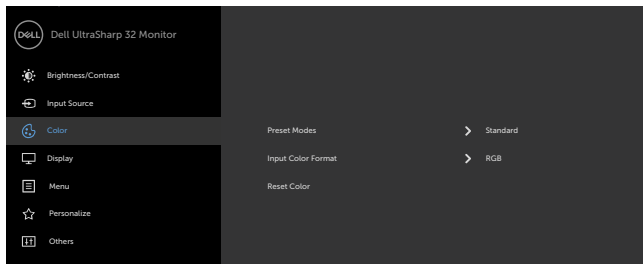 DELL Dell UltraSharp 32 Monitor
Brightness/Contrast
Input Source
Color Preset Modes Standard
Display Input Color Format RGB
Menu Reset Color
Personalize
Others